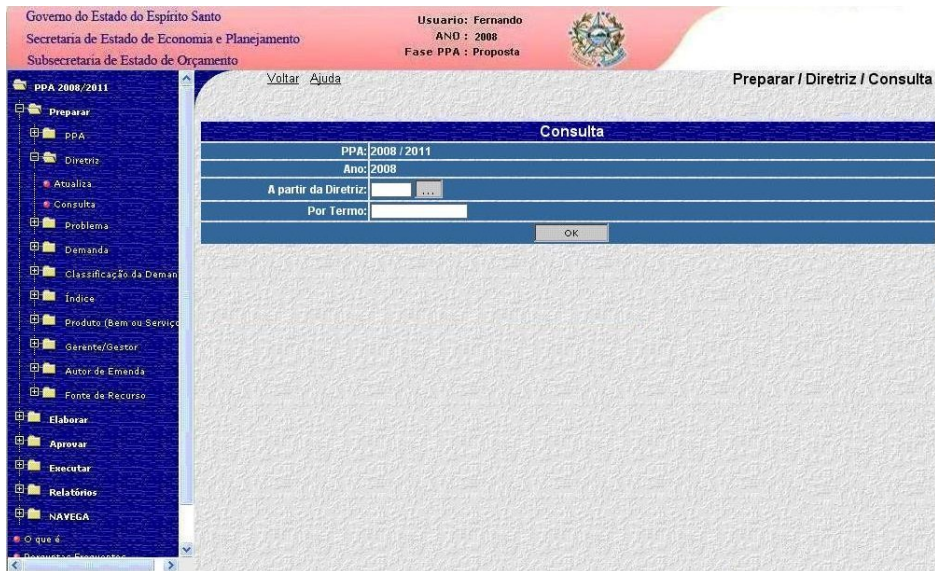 Governo do Estado do Espírito Santo
Secretaria de Estado de Economia e Planejamento
Subsecretaria de Estado de Orçamento
Usuario: Fernando
ANO : 2008
Fase PPA : Proposta
Voltar Ajuda
Preparar / Diretriz / Consulta
PPA 2008/2011
Preparar
PPA
Diretriz
Atualiza
Consulta
Problema
Demanda
Classificação da Deman
Índice
Produto (Bem ou Serviço
Gerente/Gestor
Autor de Emenda
Fonte de Recurso
Elaborar
Aprovar
Executar
Relatórios
NAVEGA
O que é
Perguntas Frequentes
Consulta
PPA: 2008 / 2011
Ano: 2008
A partir da Diretriz: ...
Por Termo:
OK